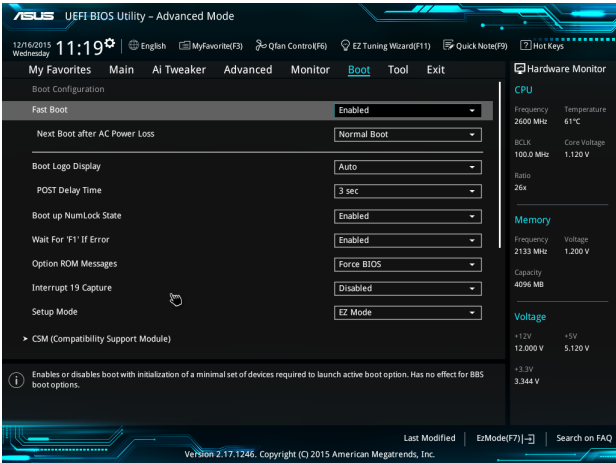 ASUS UEFI BIOS Utility – Advanced Mode
12/16/2015 Wednesday 11:19 English MyFavorite(F3) Qfan Control(F6) EZ Tuning Wizard(F11) Quick Note(F9) ? Hot Keys
My Favorites Main Ai Tweaker Advanced Monitor Boot Tool Exit
Hardware Monitor
Boot Configuration
Fast Boot Enabled
Next Boot after AC Power Loss Normal Boot
Boot Logo Display Auto
POST Delay Time 3 sec
Boot up NumLock State Enabled
Wait For 'F1' If Error Enabled
Option ROM Messages Force BIOS
Interrupt 19 Capture Disabled
Setup Mode EZ Mode
> CSM (Compatibility Support Module)
CPU
Frequency Temperature
2600 MHz 61°C
BCLK Core Voltage
100.0 MHz 1.120 V
Ratio
26x
Memory
Frequency Voltage
2133 MHz 1.200 V
Capacity
4096 MB
Voltage
+12V +5V
12.000 V 5.120 V
+3.3V
3.344 V
i Enables or disables boot with initialization of a minimal set of devices required to launch active boot option. Has no effect for BBS
boot options.
Last Modified EzMode(F7)| Search on FAQ
Version 2.17.1246. Copyright (C) 2015 American Megatrends, Inc.